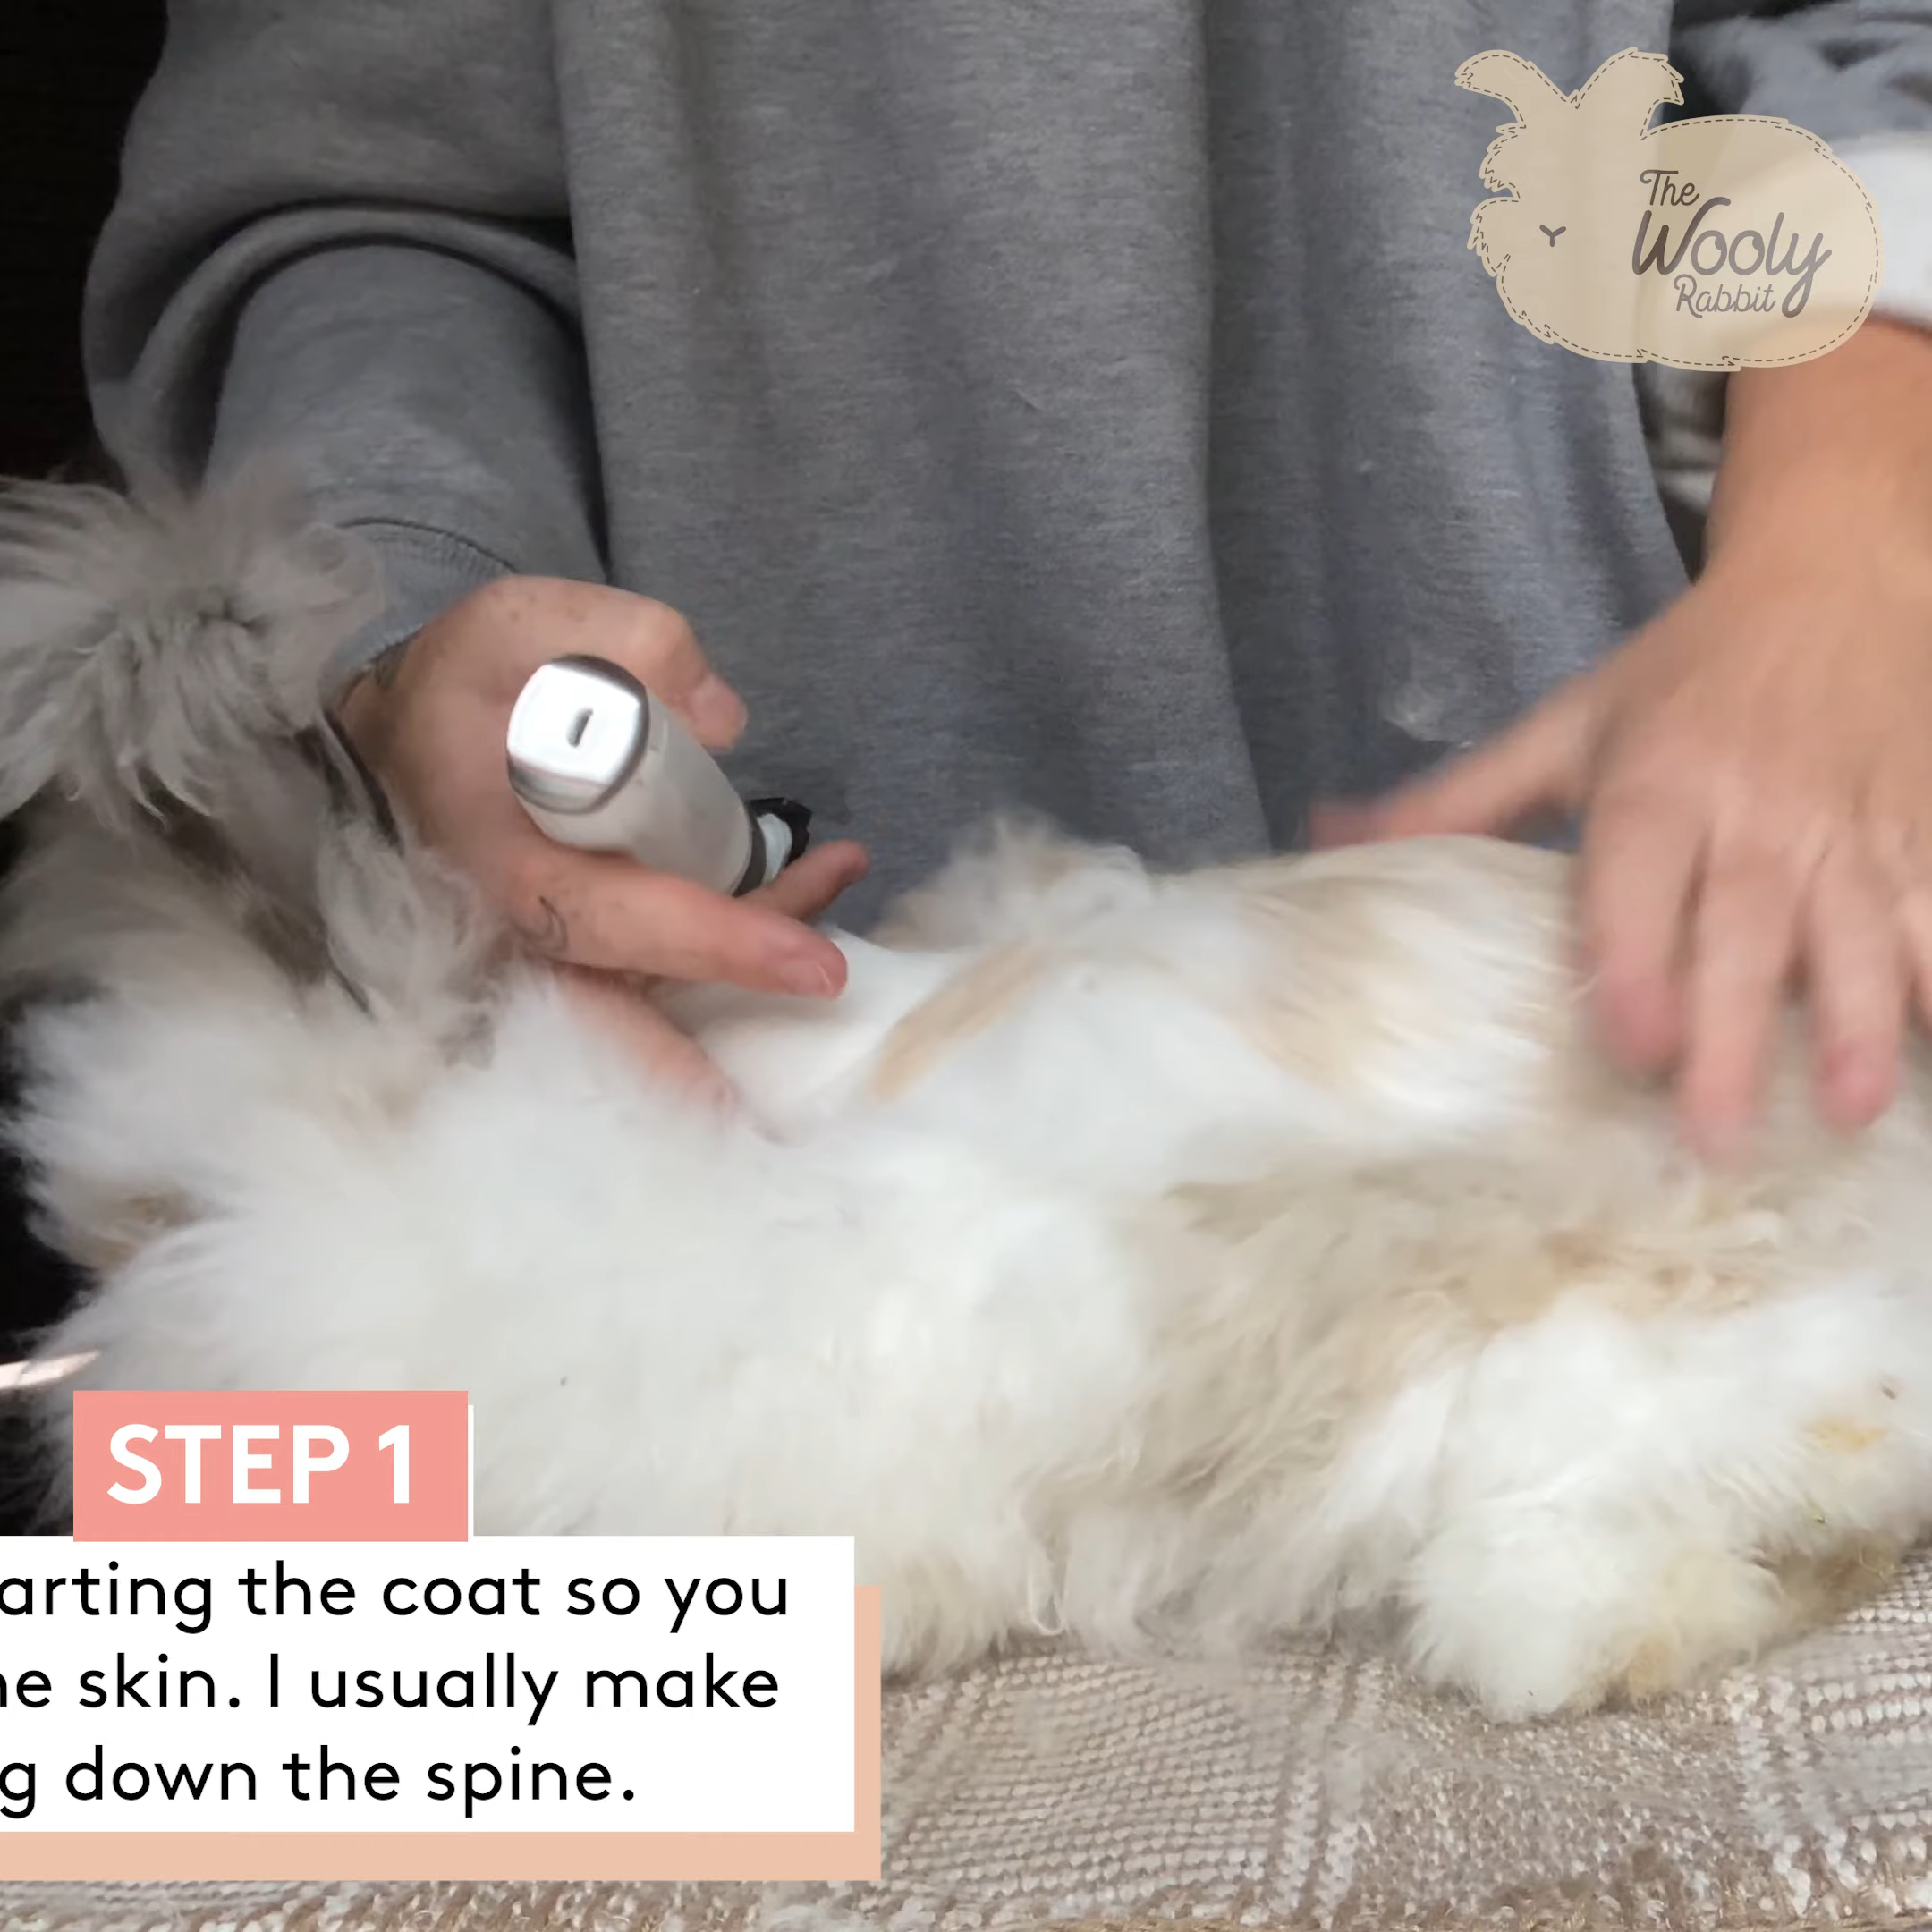 The
Wooly
Rabbit
STEP 1
arting the coat so you
he skin. I usually make
g down the spine.